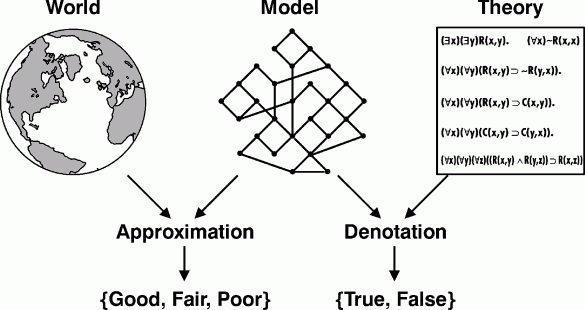 World
Model
Theory
(∃x)(∃y)R(x,y). (∀x)~R(x,x)
(∀x)(∀y)(R(x,y) ⊃ ~R(y,x)).
(∀x)(∀y)(R(x,y) ⊃ C(x,y)).
(∀x)(∀y)(C(x,y) ⊃ C(y,x)).
(∀x)(∀y)(∀z)((R(x,y) ∧ R(y,z)) ⊃ R(x,z))
Approximation
Denotation
{Good, Fair, Poor}
{True, False}